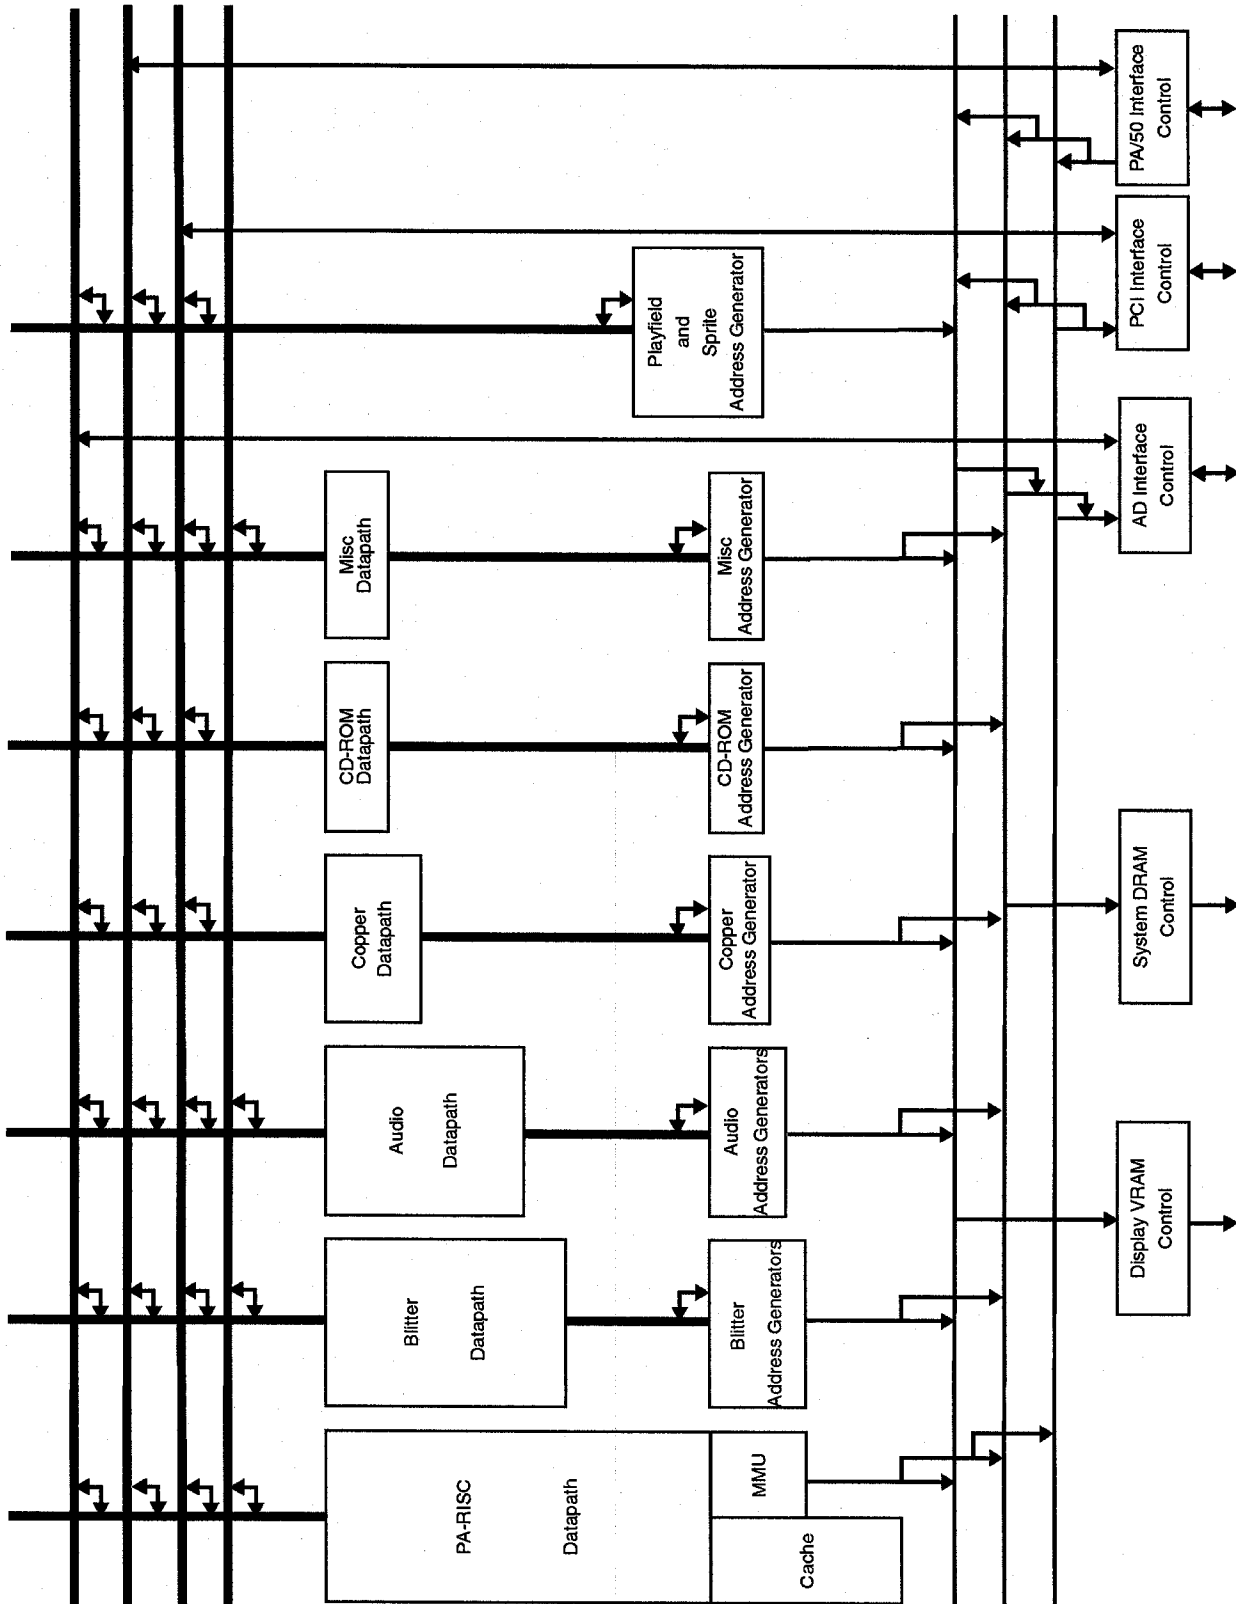 PA-RISC
Datapath
MMU
Cache
Blitter
Datapath
Blitter
Address Generators
Audio
Datapath
Audio
Address Generators
Copper
Datapath
Copper
Address Generator
CD-ROM
Datapath
CD-ROM
Address Generator
Misc
Datapath
Misc
Address Generator
Playfield
and
Sprite
Address Generator
Display VRAM
Control
System DRAM
Control
AD Interface
Control
PCI Interface
Control
PA/50 Interface
Control